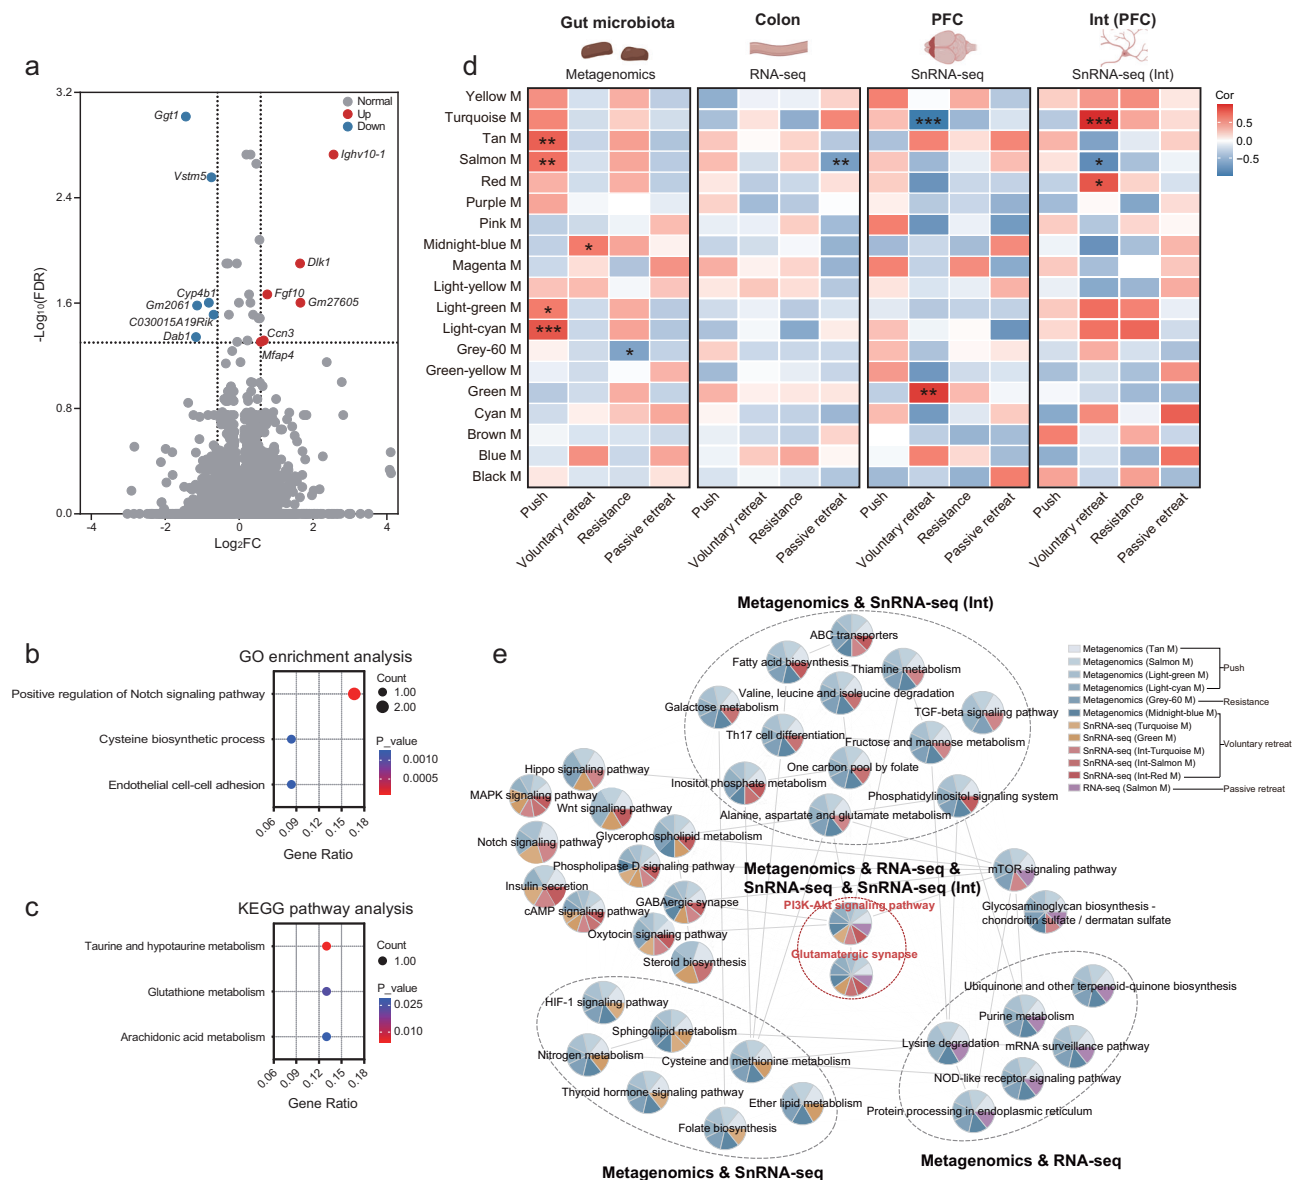 a
3.2
2.4
1.6
0.8
0.0
-Log₁₀(FDR)
-4
-2
0
2
4
Log₂FC
Normal
Up
Down
Ggt1
Ighv10-1
Vstm5
Dlk1
Cyp4b1
Fgf10
Gm2061
Gm27605
C030015A19Rik
Dab1
Ccn3
Mfap4
d
Gut microbiota
Colon
PFC
Int (PFC)
Metagenomics
RNA-seq
SnRNA-seq
SnRNA-seq (Int)
Yellow M
Turquoise M
*** ***
Tan M
**
Salmon M
** ** *
Red M
*
Purple M
Pink M
Midnight-blue M
*
Magenta M
Light-yellow M
Light-green M
*
Light-cyan M
***
Grey-60 M
*
Green-yellow M
Green M
**
Cyan M
Brown M
Blue M
Black M
Push
Voluntary retreat
Resistance
Passive retreat
Push
Voluntary retreat
Resistance
Passive retreat
Push
Voluntary retreat
Resistance
Passive retreat
Push
Voluntary retreat
Resistance
Passive retreat
Cor
0.5
0.0
−0.5
b
GO enrichment analysis
Positive regulation of Notch signaling pathway
Cysteine biosynthetic process
Endothelial cell-cell adhesion
0.06
0.09
0.12
0.15
0.18
Gene Ratio
Count
1.00
2.00
P_value
0.0010
0.0005
c
KEGG pathway analysis
Taurine and hypotaurine metabolism
Glutathione metabolism
Arachidonic acid metabolism
0.06
0.09
0.12
0.15
0.18
Gene Ratio
Count
1.00
P_value
0.025
0.010
e
Metagenomics & SnRNA-seq (Int)
ABC transporters
Fatty acid biosynthesis
Thiamine metabolism
Valine, leucine and isoleucine degradation
Galactose metabolism
TGF-beta signaling pathway
Th17 cell differentiation
Fructose and mannose metabolism
One carbon pool by folate
Inositol phosphate metabolism
Phosphatidylinositol signaling system
Alanine, aspartate and glutamate metabolism
Hippo signaling pathway
MAPK signaling pathway
Wnt signaling pathway
Notch signaling pathway
Glycerophospholipid metabolism
Phospholipase D signaling pathway
Insulin secretion
GABAergic synapse
cAMP signaling pathway
Oxytocin signaling pathway
Steroid biosynthesis
Metagenomics & RNA-seq &
SnRNA-seq & SnRNA-seq (Int)
PI3K-Akt signaling pathway
Glutamatergic synapse
mTOR signaling pathway
Glycosaminoglycan biosynthesis -
chondroitin sulfate / dermatan sulfate
HIF-1 signaling pathway
Sphingolipid metabolism
Nitrogen metabolism
Cysteine and methionine metabolism
Thyroid hormone signaling pathway
Ether lipid metabolism
Folate biosynthesis
Metagenomics & SnRNA-seq
Ubiquinone and other terpenoid-quinone biosynthesis
Purine metabolism
Lysine degradation
mRNA surveillance pathway
NOD-like receptor signaling pathway
Protein processing in endoplasmic reticulum
Metagenomics & RNA-seq
Metagenomics (Tan M)
Metagenomics (Salmon M)
Metagenomics (Light-green M)
Metagenomics (Light-cyan M)
Metagenomics (Grey-60 M)
Metagenomics (Midnight-blue M)
SnRNA-seq (Turquoise M)
SnRNA-seq (Green M)
SnRNA-seq (Int-Turquoise M)
SnRNA-seq (Int-Salmon M)
SnRNA-seq (Int-Red M)
RNA-seq (Salmon M)
Push
Resistance
Voluntary retreat
Passive retreat